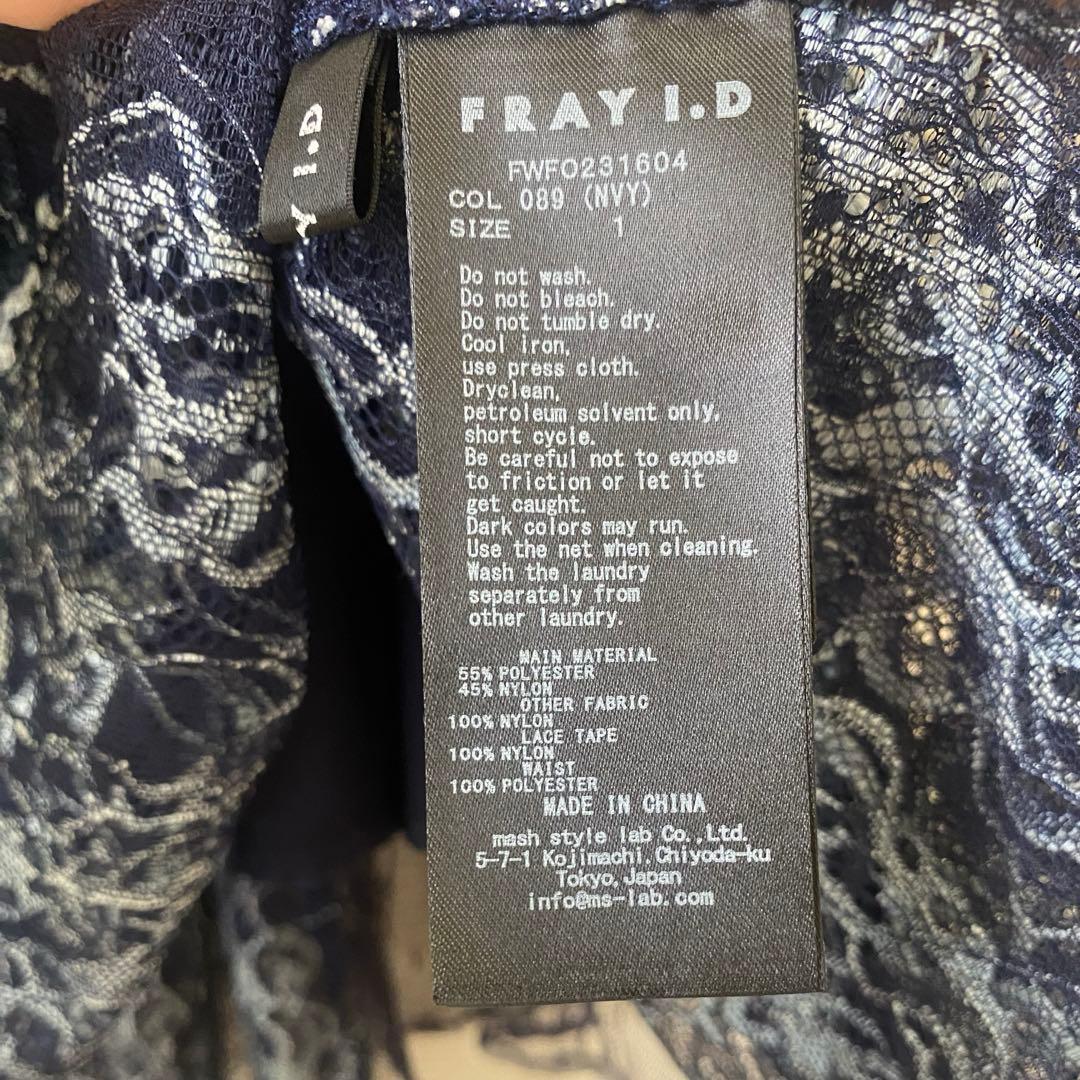 FRAY I.D
FWFO231604
COL 089 (NVY)
SIZE 1
Do not wash.
Do not bleach.
Do not tumble dry.
Cool iron,
use press cloth.
Dryclean,
petroleum solvent only,
short cycle.
Be careful not to expose
to friction or let it
get caught.
Dark colors may run.
Use the net when cleaning.
Wash the laundry
separately from
other laundry.
MAIN MATERIAL
55% POLYESTER
45% NYLON
OTHER FABRIC
100% NYLON
LACE TAPE
100% NYLON
WAIST
100% POLYESTER
MADE IN CHINA
mash style lab Co.,Ltd.
5-7-1 Kojimachi,Chiyoda-ku
Tokyo,Japan
info@ms-lab.com
Y I.D